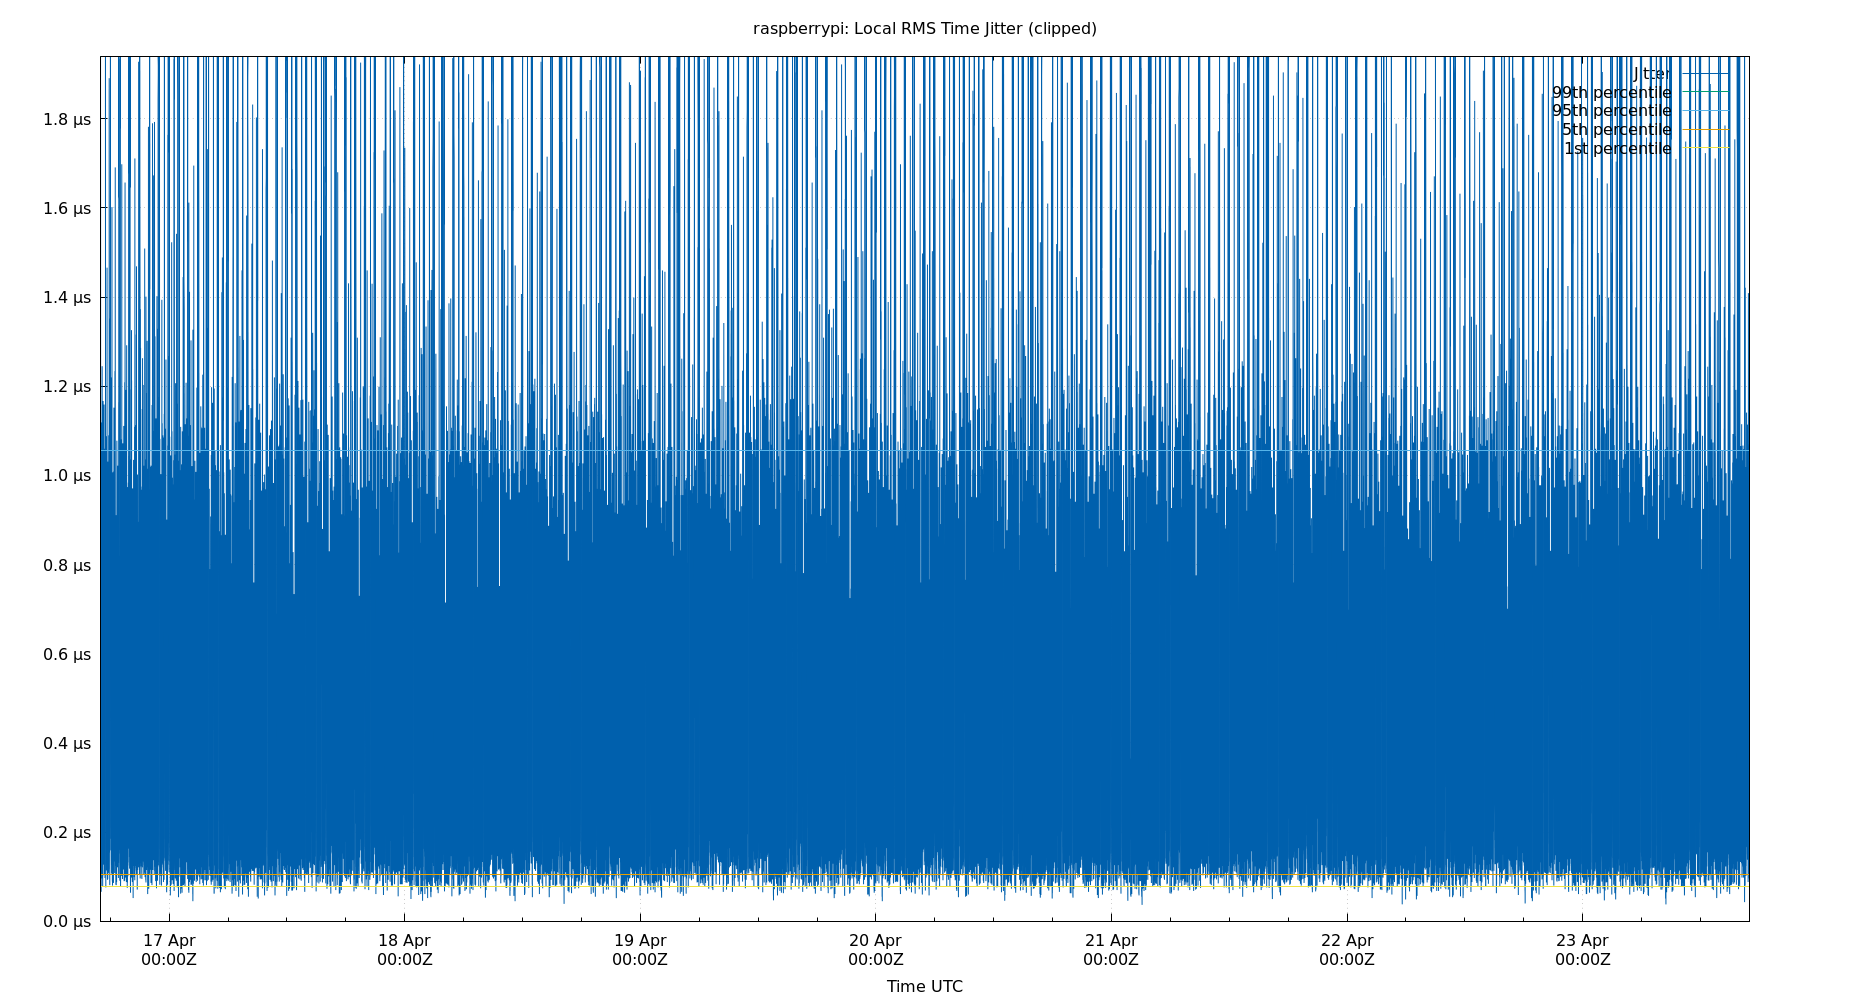 raspberrypi: Local RMS Time Jitter (clipped)
Jitter
99th percentile
95th percentile
5th percentile
1st percentile
1.8 µs
1.6 µs
1.4 µs
1.2 µs
1.0 µs
0.8 µs
0.6 µs
0.4 µs
0.2 µs
0.0 µs
17 Apr 18 Apr 19 Apr 20 Apr 21 Apr 22 Apr 23 Apr
00:00Z 00:00Z 00:00Z 00:00Z 00:00Z 00:00Z 00:00Z
Time UTC